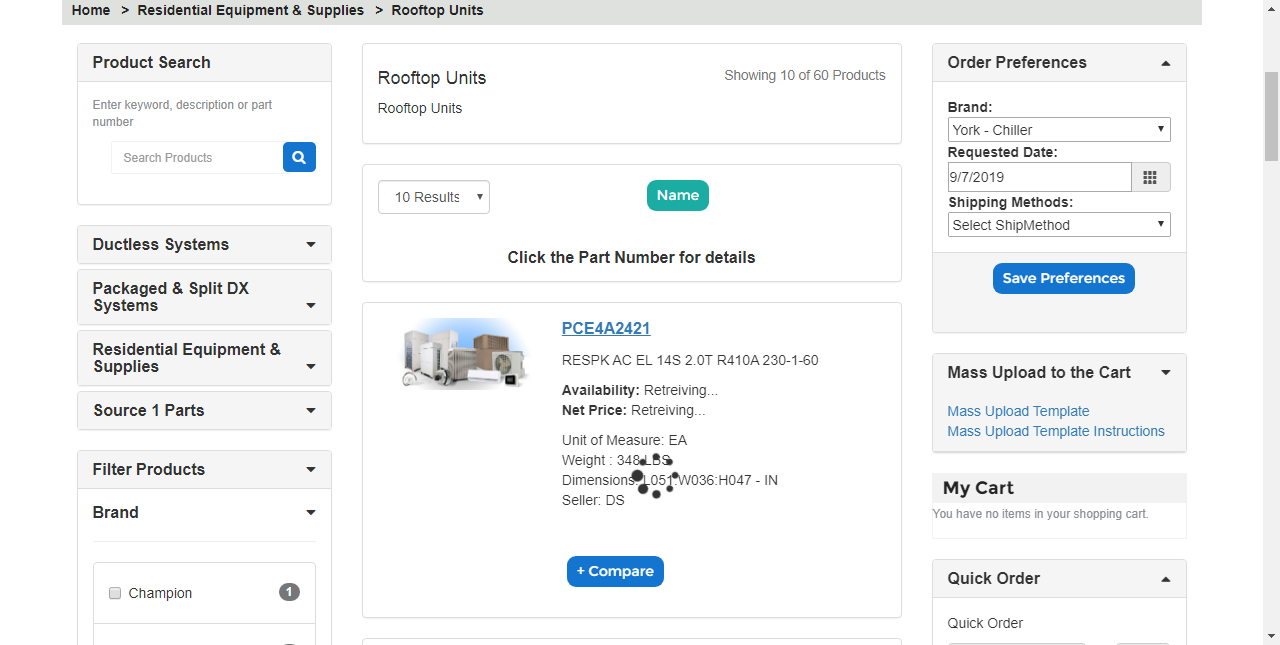 Home > Residential Equipment & Supplies > Rooftop Units
Product Search
Enter keyword, description or part
number
Search Products
Ductless Systems
Packaged & Split DX
Systems
Residential Equipment &
Supplies
Source 1 Parts
Filter Products
Brand
Champion 1
Rooftop Units
Showing 10 of 60 Products
Rooftop Units
10 Results
Name
Click the Part Number for details
PCE4A2421
RESPK AC EL 14S 2.0T R410A 230-1-60
Availability: Retreiving...
Net Price: Retreiving...
Unit of Measure: EA
Weight : 348 LBS
Dimensions: L051:W036:H047 - IN
Seller: DS
+ Compare
Order Preferences
Brand:
York - Chiller
Requested Date:
9/7/2019
Shipping Methods:
Select ShipMethod
Save Preferences
Mass Upload to the Cart
Mass Upload Template
Mass Upload Template Instructions
My Cart
You have no items in your shopping cart.
Quick Order
Quick Order